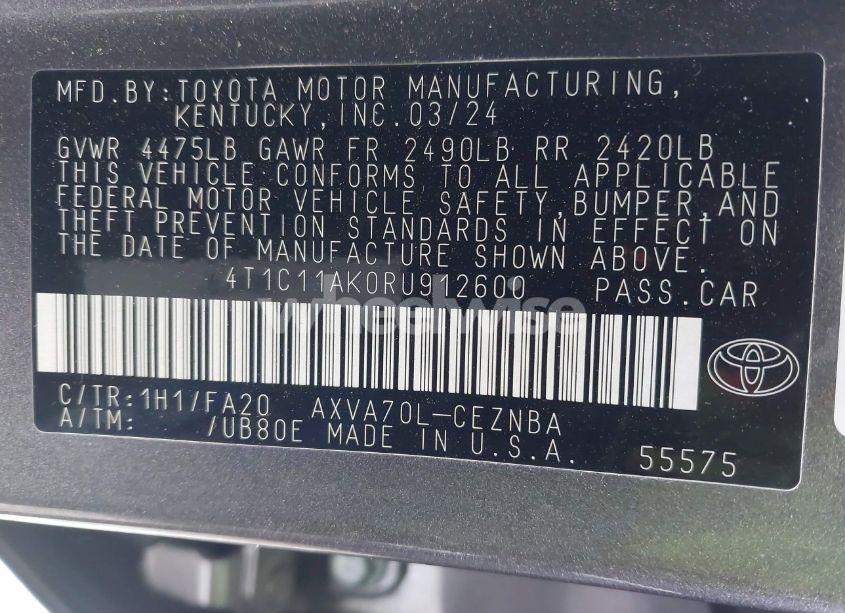 MFD.BY:TOYOTA MOTOR MANUFACTURING,
KENTUCKY,INC.03/24
GVWR 4475LB GAWR FR 2490LB RR 2420LB
THIS VEHICLE CONFORMS TO ALL APPLICABLE
FEDERAL MOTOR VEHICLE SAFETY,BUMPER,AND
THEFT PREVENTION STANDARDS IN EFFECT ON
THE DATE OF MANUFACTURE SHOWN ABOVE.
4T1C11AK0RU912600 PASS.CAR
wheelwise
C/TR:1H1/FA20 AXVA70L-CEZNBA
A/TM: /UB80E MADE IN U.S.A. 55575